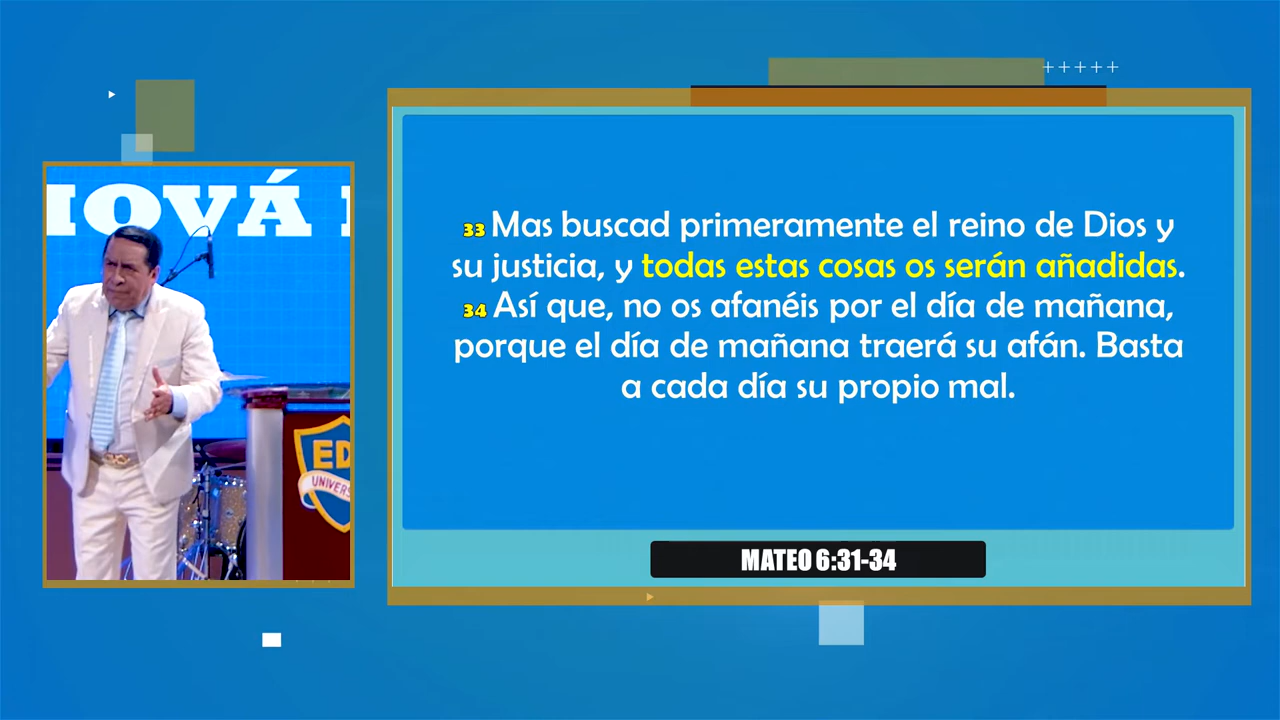 IOVÁ
ED
UNIVERS
33 Mas buscad primeramente el reino de Dios y
su justicia, y todas estas cosas os serán añadidas.
34 Así que, no os afanéis por el día de mañana,
porque el día de mañana traerá su afán. Basta
a cada día su propio mal.
MATEO 6:31-34